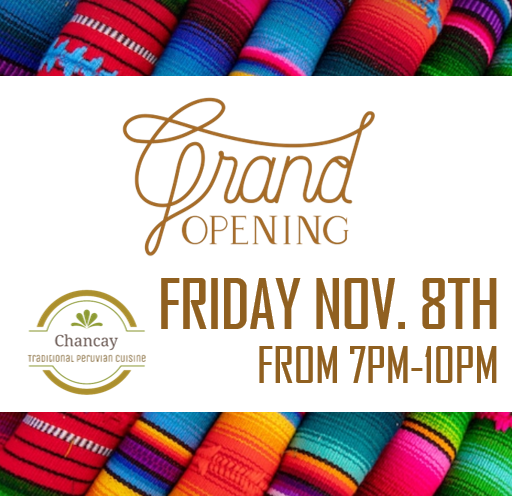 Grand
OPENING
FRIDAY NOV. 8TH
FROM 7PM-10PM
Chancay
Traditional Peruvian Cuisine